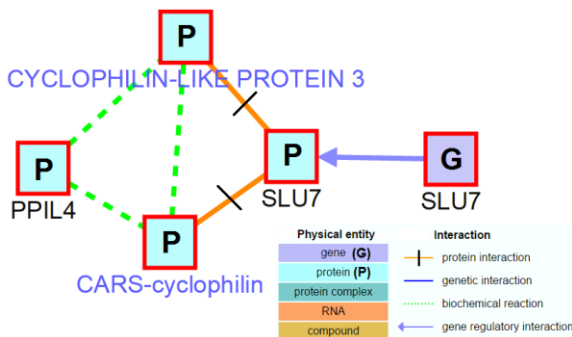 P
CYCLOPHILIN-LIKE PROTEIN 3
P
PPIL4
P
SLU7
G
SLU7
P
CARS-cyclophilin
Physical entity
gene (G)
protein (P)
protein complex
RNA
compound
Interaction
protein interaction
genetic interaction
biochemical reaction
gene regulatory interaction